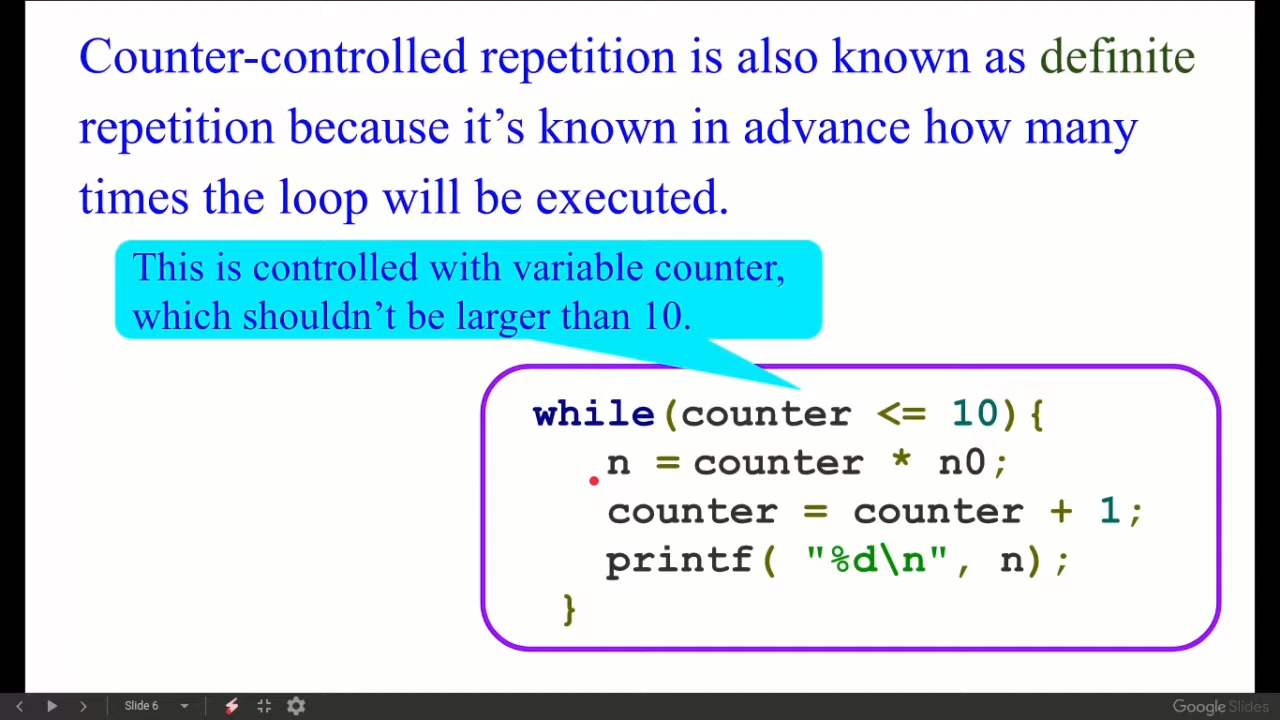 Counter-controlled repetition is also known as definite
repetition because it’s known in advance how many
times the loop will be executed.
This is controlled with variable counter,
which shouldn’t be larger than 10.
while(counter <= 10){
n = counter * n0;
counter = counter + 1;
printf( "%d\n", n);
}
Slide 6
Google Slides